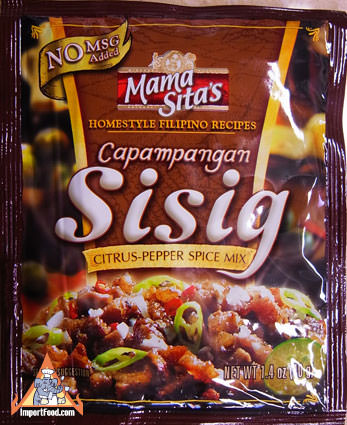 NO MSG
Added
Mama
Sita's
HOMESTYLE FILIPINO RECIPES
Capampangan
Sisig
CITRUS-PEPPER SPICE MIX
SUGGESTION
NET WT 1.4 oz
ImportFood.com